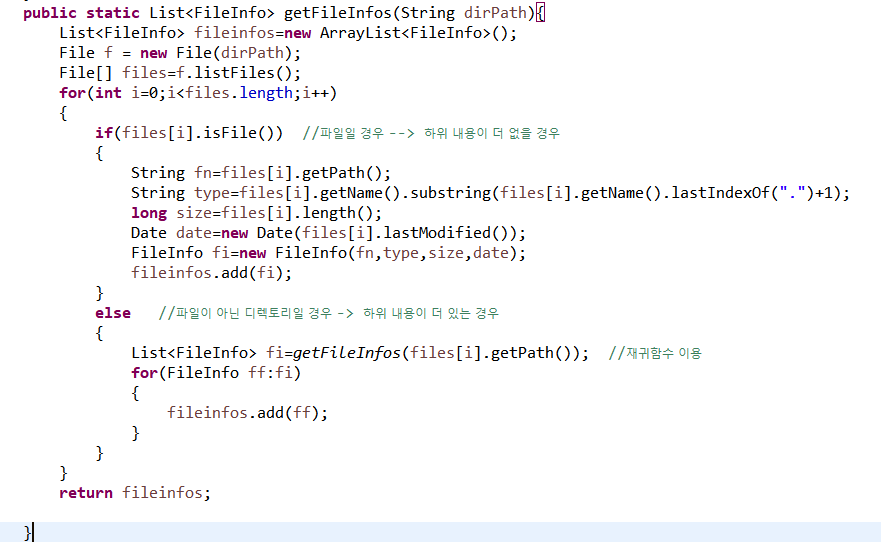 public static List<FileInfo> getFileInfos(String dirPath){
    List<FileInfo> fileinfos=new ArrayList<FileInfo>();
    File f = new File(dirPath);
    File[] files=f.listFiles();
    for(int i=0;i<files.length;i++)
    {
        if(files[i].isFile())  //파일일 경우 --> 하위 내용이 더 없을 경우
        {
            String fn=files[i].getPath();
            String type=files[i].getName().substring(files[i].getName().lastIndexOf(".")+1);
            long size=files[i].length();
            Date date=new Date(files[i].lastModified());
            FileInfo fi=new FileInfo(fn,type,size,date);
            fileinfos.add(fi);
        }
        else   //파일이 아닌 디렉토리일 경우 -> 하위 내용이 더 있는 경우
        {
            List<FileInfo> fi=getFileInfos(files[i].getPath());  //재귀함수 이용
            for(FileInfo ff:fi)
            {
                fileinfos.add(ff);
            }
        }
    }
    return fileinfos;

}